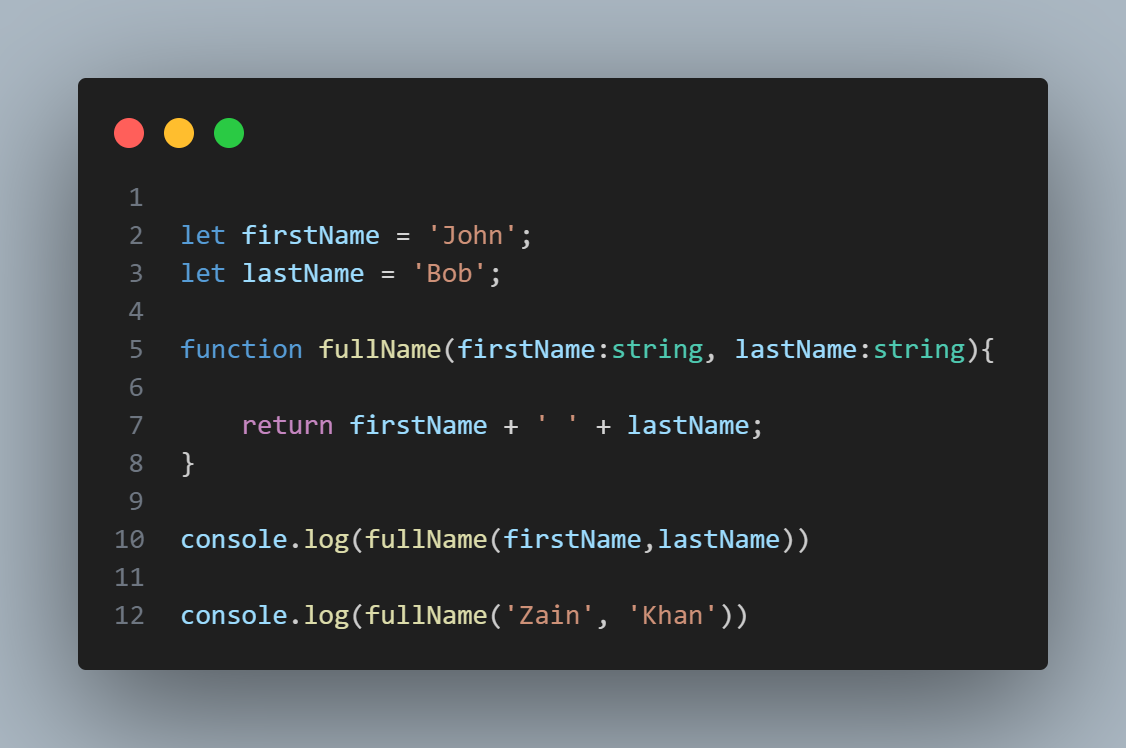 1
2 let firstName = 'John';
3 let lastName = 'Bob';
4
5 function fullName(firstName:string, lastName:string){
6
7     return firstName + ' ' + lastName;
8 }
9
10 console.log(fullName(firstName,lastName))
11
12 console.log(fullName('Zain', 'Khan'))